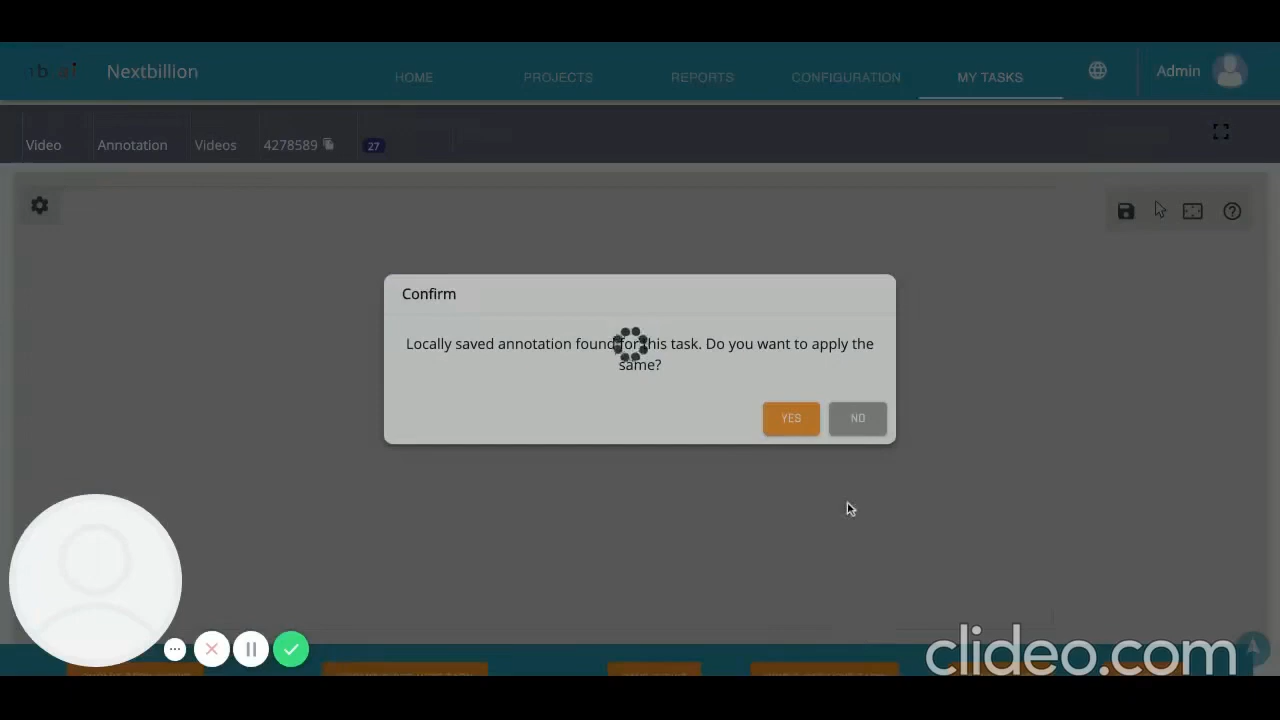 Nextbillion
HOME
PROJECTS
REPORTS
CONFIGURATION
MY TASKS
Admin
Video
Annotation
Videos
4278589
27
Confirm
Locally saved annotation found for this task. Do you want to apply the
same?
YES
NO
clideo.com